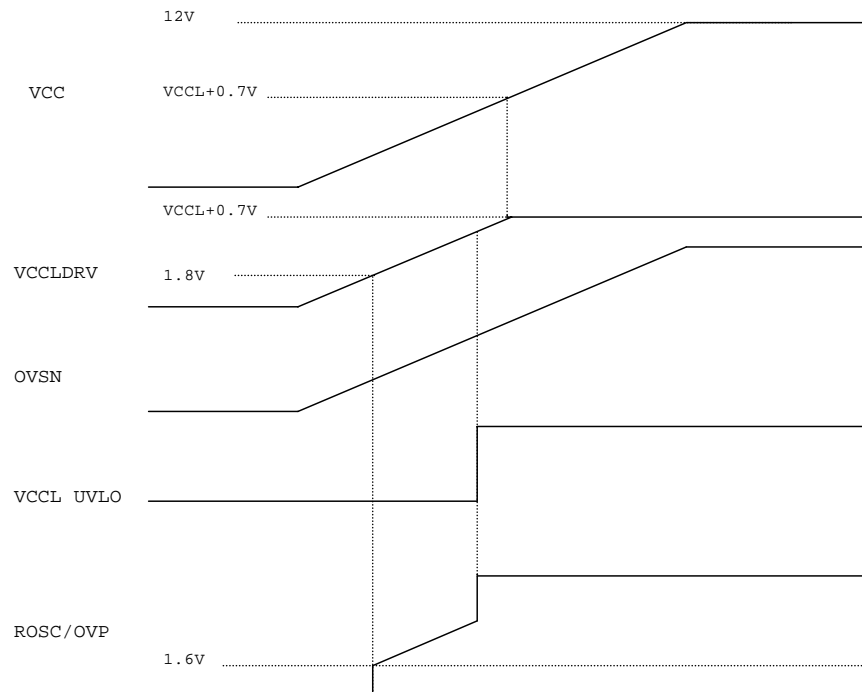 12V
VCC
VCCL+0.7V
VCCL+0.7V
VCCLDRV
1.8V
OVSN
VCCL UVLO
ROSC/OVP
1.6V